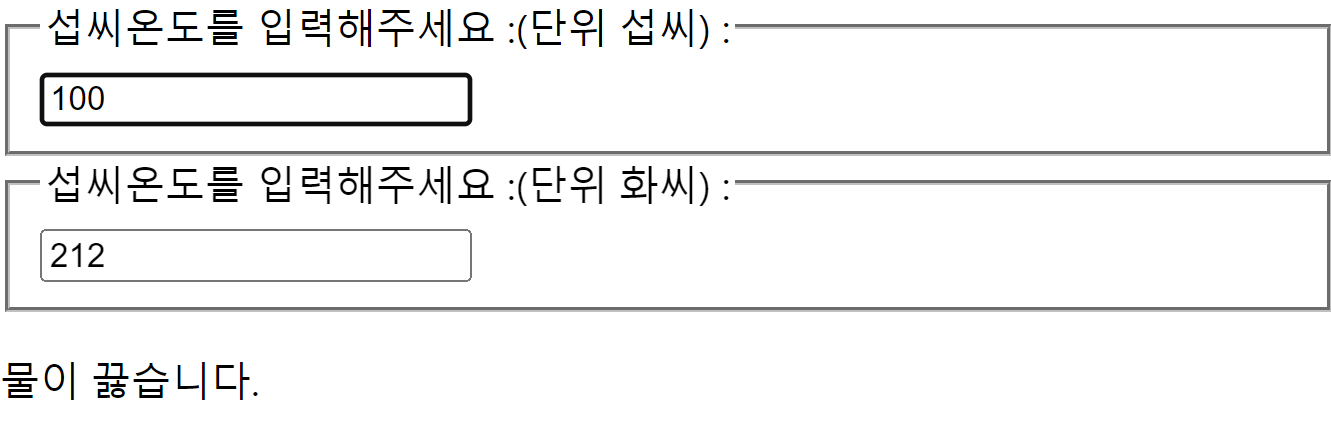 섭씨온도를 입력해주세요 :(단위 섭씨) :
100
섭씨온도를 입력해주세요 :(단위 화씨) :
212
물이 끓습니다.